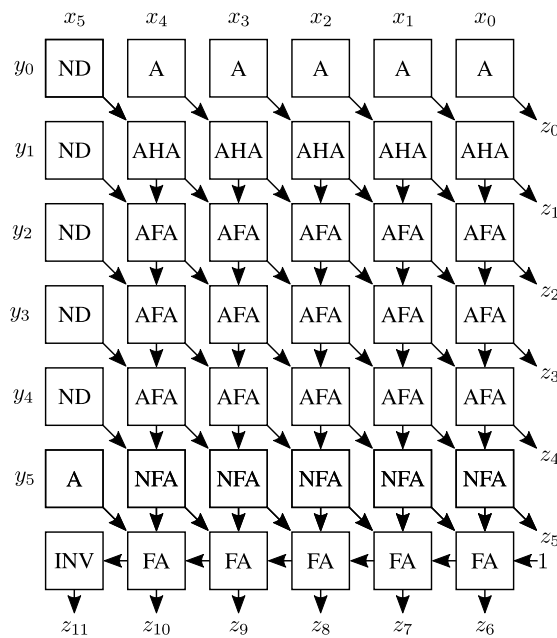 x₅ x₄ x₃ x₂ x₁ x₀
y₀ ND A A A A A
z₀
y₁ ND AHA AHA AHA AHA AHA
z₁
y₂ ND AFA AFA AFA AFA AFA
z₂
y₃ ND AFA AFA AFA AFA AFA
z₃
y₄ ND AFA AFA AFA AFA AFA
z₄
y₅ A NFA NFA NFA NFA NFA
z₅
INV FA FA FA FA FA 1
z₁₁ z₁₀ z₉ z₈ z₇ z₆